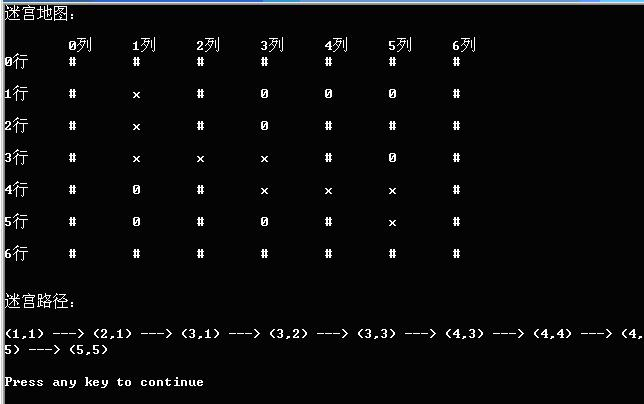 迷宫地图：
0列 1列 2列 3列 4列 5列 6列
0行 # # # # # # #
1行 # x # 0 0 0 #
2行 # x # 0 # # #
3行 # x x x # 0 #
4行 # 0 # x x x #
5行 # 0 # 0 # x #
6行 # # # # # # #
迷宫路径：
(1,1) ---> (2,1) ---> (3,1) ---> (3,2) ---> (3,3) ---> (4,3) ---> (4,4) ---> (4,
5) ---> (5,5)
Press any key to continue